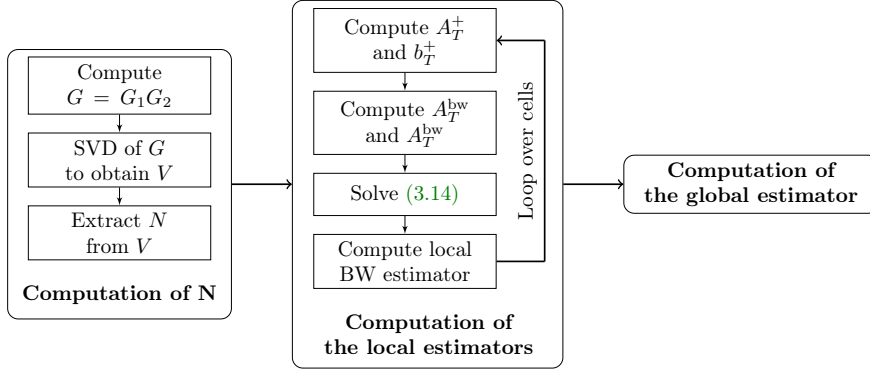 Compute
G = G₁G₂
SVD of G
to obtain V
Extract N
from V
Computation of N
Compute A_T^+
and b_T^+
Compute A_T^bw
and A_T^bw
Solve (3.14)
Compute local
BW estimator
Loop over cells
Computation of
the local estimators
Computation of
the global estimator